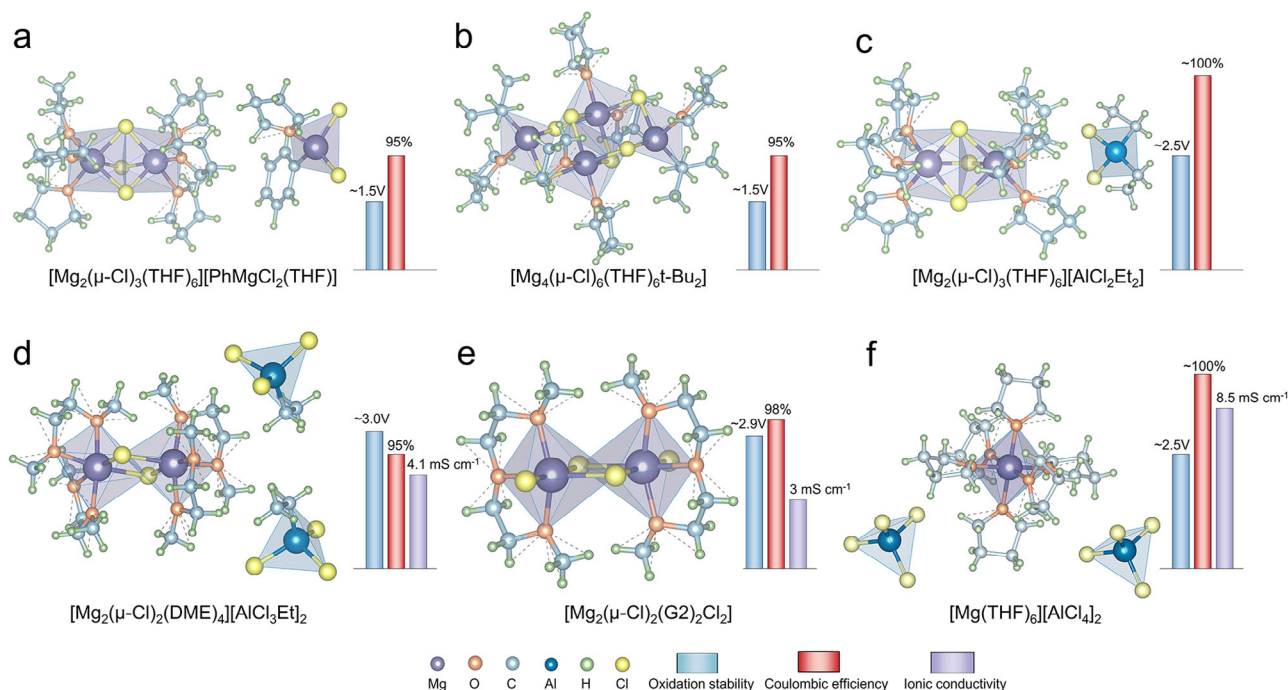 a
95%
~1.5V
[Mg₂(μ-Cl)₃(THF)₆][PhMgCl₂(THF)]
b
95%
~1.5V
[Mg₄(μ-Cl)₆(THF)₆t-Bu₂]
c
~100%
~2.5V
[Mg₂(μ-Cl)₃(THF)₆][AlCl₂Et₂]
d
~3.0V
95%
4.1 mS cm⁻¹
[Mg₂(μ-Cl)₂(DME)₄][AlCl₃Et]₂
e
98%
~2.9V
3 mS cm⁻¹
[Mg₂(μ-Cl)₂(G2)₂Cl₂]
f
~100%
8.5 mS cm⁻¹
~2.5V
[Mg(THF)₆][AlCl₄]₂
Mg O C Al H Cl Oxidation stability Coulombic efficiency Ionic conductivity